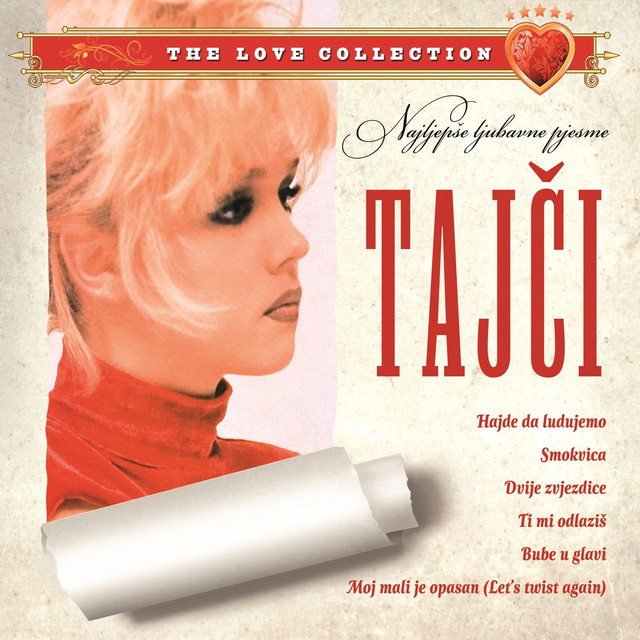 THE LOVE COLLECTION
Najljepše ljubavne pjesme
TAJČI
Hajde da ludujemo
Smokvica
Dvije zvjezdice
Ti mi odlaziš
Bube u glavi
Moj mali je opasan (Let's twist again)